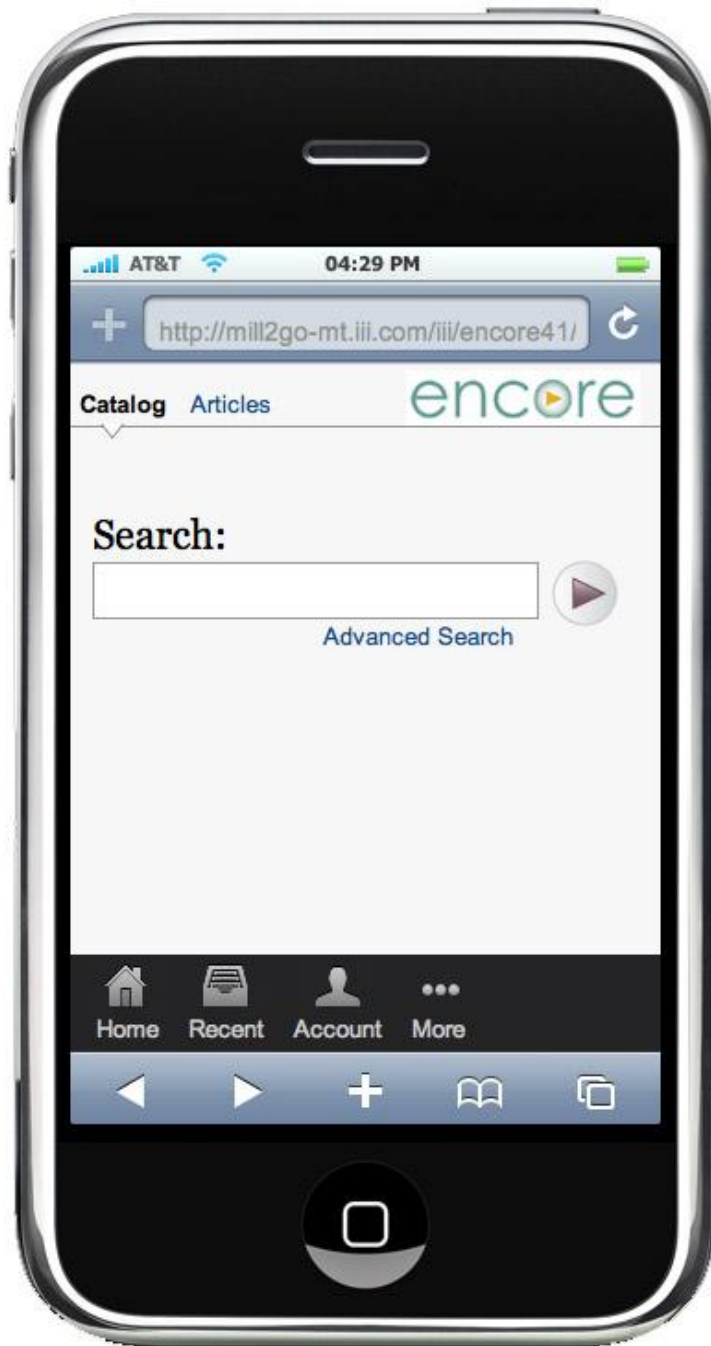 AT&T 04:29 PM
http://mill2go-mt.iii.com/iii/encore41/
Catalog Articles encore
Search:
Advanced Search
Home Recent Account More